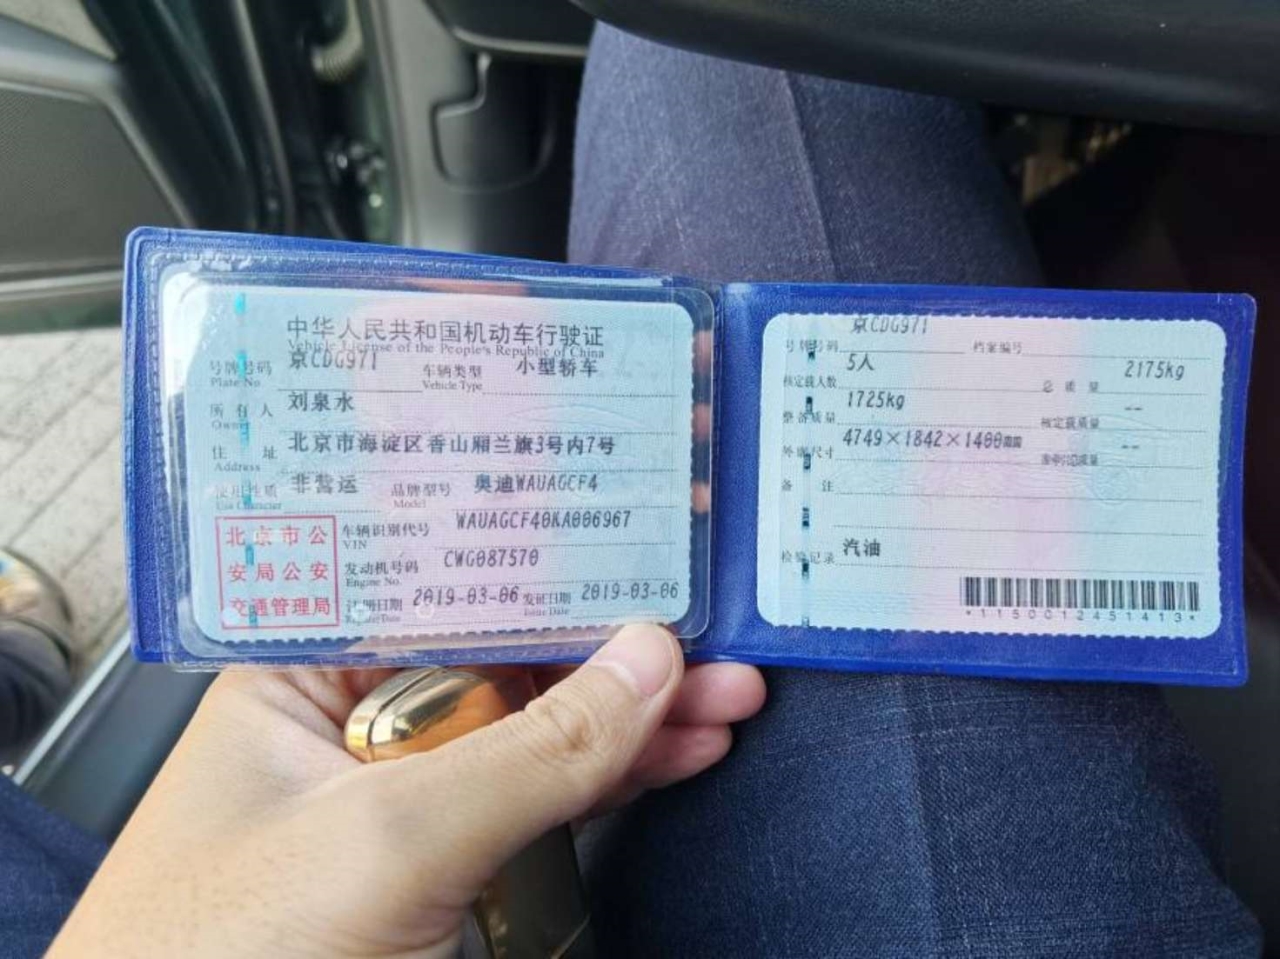 中华人民共和国机动车行驶证
Vehicle License of the People's Republic of China
号牌号码 京CDG971 车辆类型 小型轿车
Plate No. Vehicle Type
所有人 刘泉水
Owner
住址 北京市海淀区香山厢兰旗3号内7号
Address
使用性质 非营运 品牌型号 奥迪WAUAGCF4
Use Character Model
北京市公安局公安交通管理局
车辆识别代号 WAUAGCF40KA006967
VIN
发动机号码 CWG087570
Engine No.
注册日期 2019-03-06 发证日期 2019-03-06
Register Date Issue Date
号牌号码 京CDG971 档案编号
核定载人数 5人 总质量 2175kg
整备质量 1725kg 核定载质量 --
外廓尺寸 4749×1842×1400mm 准牵引总质量 --
备注
检验记录 汽油
*1150012451413*